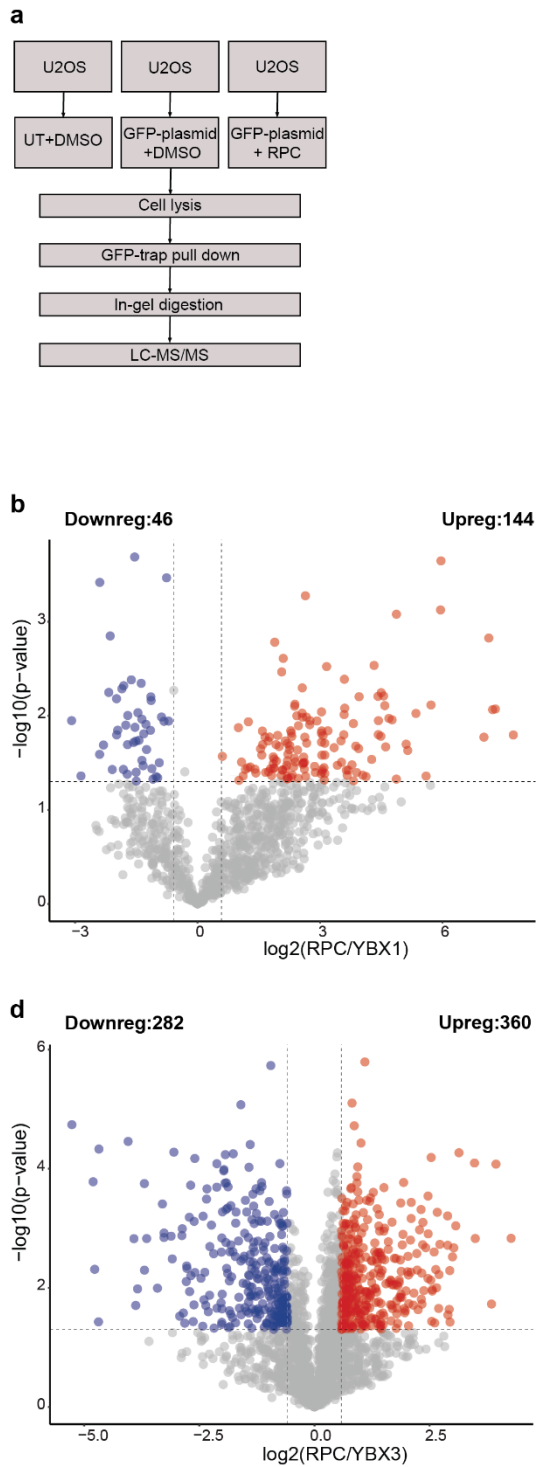 a
U2OS U2OS U2OS
UT+DMSO GFP-plasmid GFP-plasmid
+DMSO + RPC
Cell lysis
GFP-trap pull down
In-gel digestion
LC-MS/MS
b
Downreg:46 Upreg:144
−log10(p-value)
3
2
1
0
−3 0 3 6
log2(RPC/YBX1)
d
Downreg:282 Upreg:360
−log10(p-value)
6
4
2
0
−5.0 −2.5 0.0 2.5
log2(RPC/YBX3)